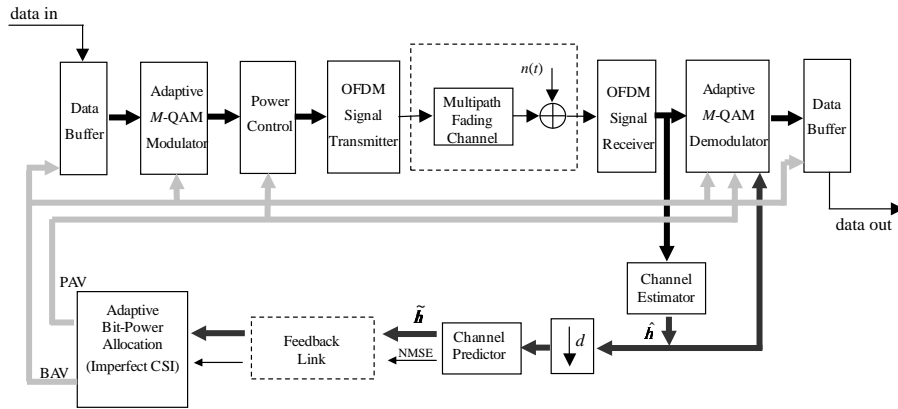 data in
Data
Buffer
Adaptive
M-QAM
Modulator
Power
Control
OFDM
Signal
Transmitter
Multipath
Fading
Channel
n(t)
OFDM
Signal
Receiver
Adaptive
M-QAM
Demodulator
Data
Buffer
data out
PAV
BAV
Adaptive
Bit-Power
Allocation
(Imperfect CSI)
Feedback
Link
h̃
NMSE
Channel
Predictor
d
ĥ
Channel
Estimator